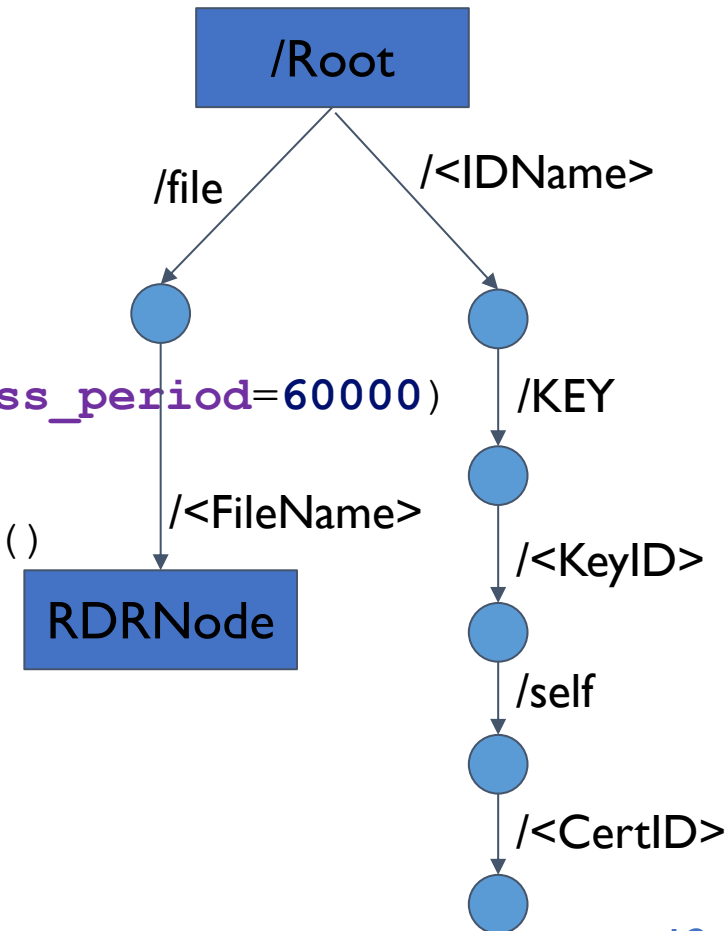 /Root
/file
/<IDName>
ss_period=60000)
/KEY
/<FileName>
()
/<KeyID>
RDRNode
/self
/<CertID>